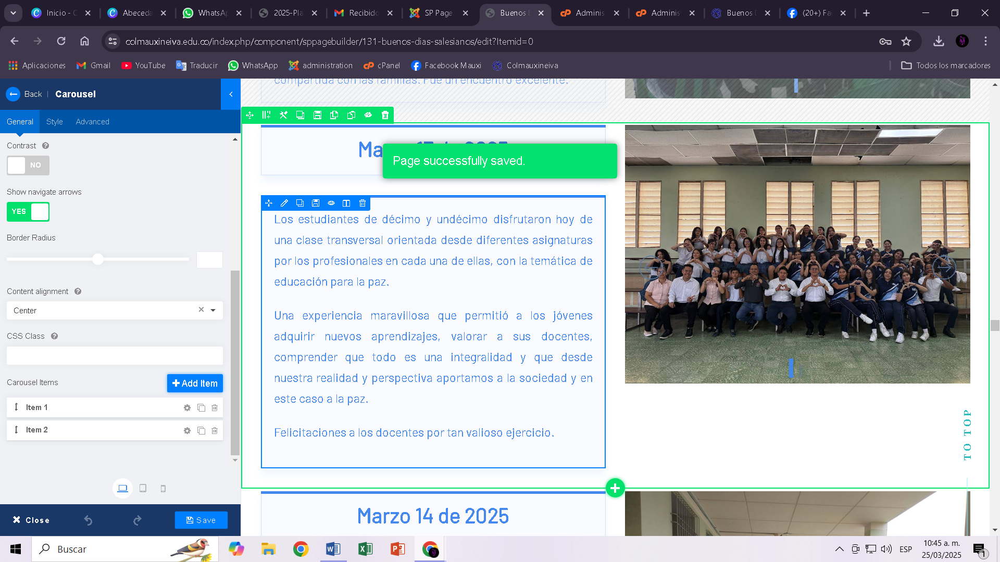 Inicio - C
Abeceda
WhatsAp
2025-Pla
Recibido
SP Page
Buenos D
Adminis
Adminis
Buenos D
(20+) Fa
colmauxineiva.edu.co/index.php/component/sppagebuilder/131-buenos-dias-salesianos/edit?Itemid=0
Aplicaciones
Gmail
YouTube
Traducir
WhatsApp
administration
cPanel
Facebook Mauxi
Colmauxineiva
Todos los marcadores
Back
Carousel
General
Style
Advanced
Contrast
NO
Show navigate arrows
YES
Border Radius
Content alignment
Center
CSS Class
Carousel Items
+ Add Item
Item 1
Item 2
Close
Save
compartida con las familias. Fue un encuentro excelente.
Page successfully saved.
Los estudiantes de décimo y undécimo disfrutaron hoy de
una clase transversal orientada desde diferentes asignaturas
por los profesionales en cada una de ellas, con la temática de
educación para la paz.
Una experiencia maravillosa que permitió a los jóvenes
adquirir nuevos aprendizajes, valorar a sus docentes,
comprender que todo es una integralidad y que desde
nuestra realidad y perspectiva aportamos a la sociedad y en
este caso a la paz.
Felicitaciones a los docentes por tan valioso ejercicio.
TO TOP
Marzo 14 de 2025
Buscar
ESP
10:45 a. m.
25/03/2025
1